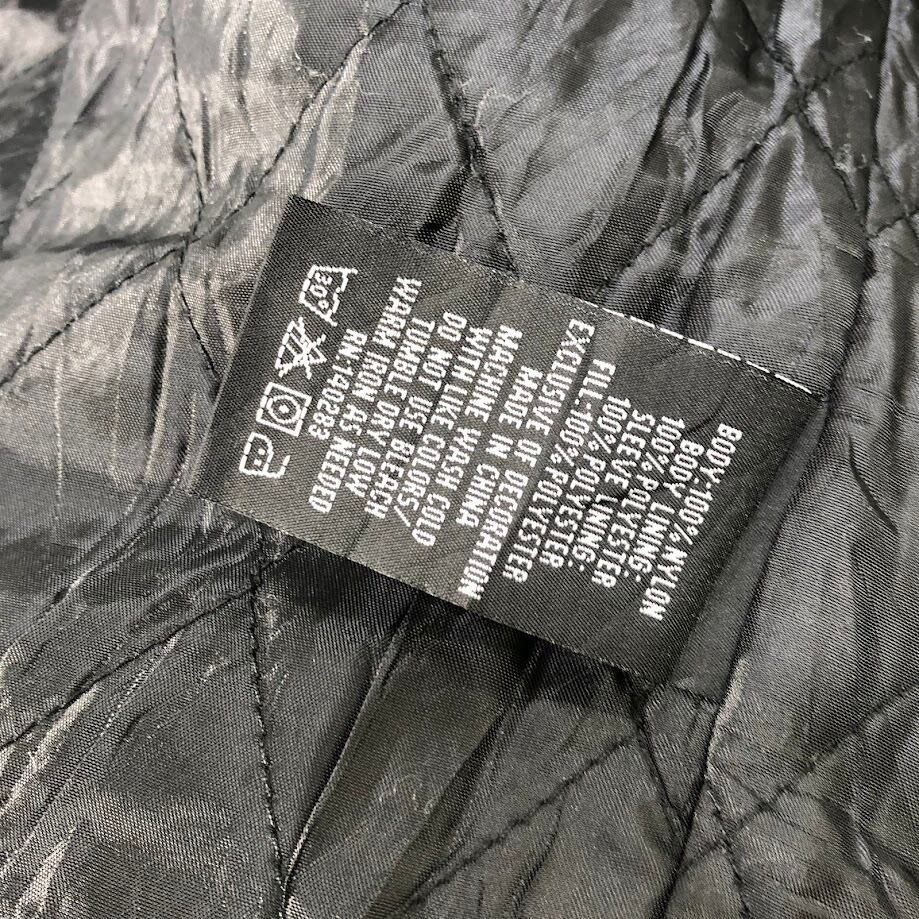 BODY:100% NYLON
BODY LINING:
100% POLYESTER
SLEEVE LINING:
100% POLYESTER
FILL:100% POLYESTER
EXCLUSIVE OF DECORATION
MADE IN CHINA
MACHINE WASH COLD
WITH LIKE COLORS/
DO NOT USE BLEACH
TUMBLE DRY LOW
WARM IRON AS NEEDED
RN 140283
30°